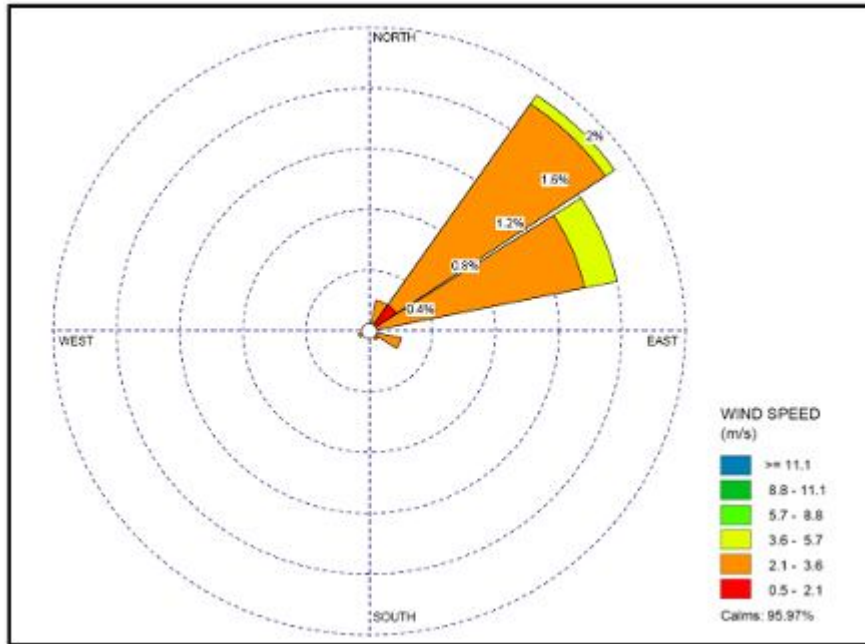 NORTH
2%
1.6%
1.2%
0.8%
0.4%
WEST
EAST
SOUTH
WIND SPEED
(m/s)
>= 11.1
8.8 - 11.1
5.7 - 8.8
3.6 - 5.7
2.1 - 3.6
0.5 - 2.1
Calms: 95.97%